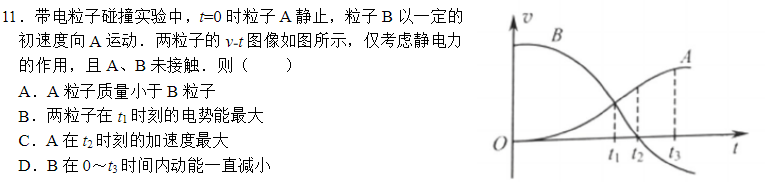 11．带电粒子碰撞实验中，t=0 时粒子 A 静止，粒子 B 以一定的
初速度向 A 运动．两粒子的 v-t 图像如图所示，仅考虑静电力
的作用，且 A、B 未接触．则（　　）
A．A 粒子质量小于 B 粒子
B．两粒子在 t₁ 时刻的电势能最大
C．A 在 t₂ 时刻的加速度最大
D．B 在 0～t₃ 时间内动能一直减小
v
B
A
O
t₁ t₂ t₃ t